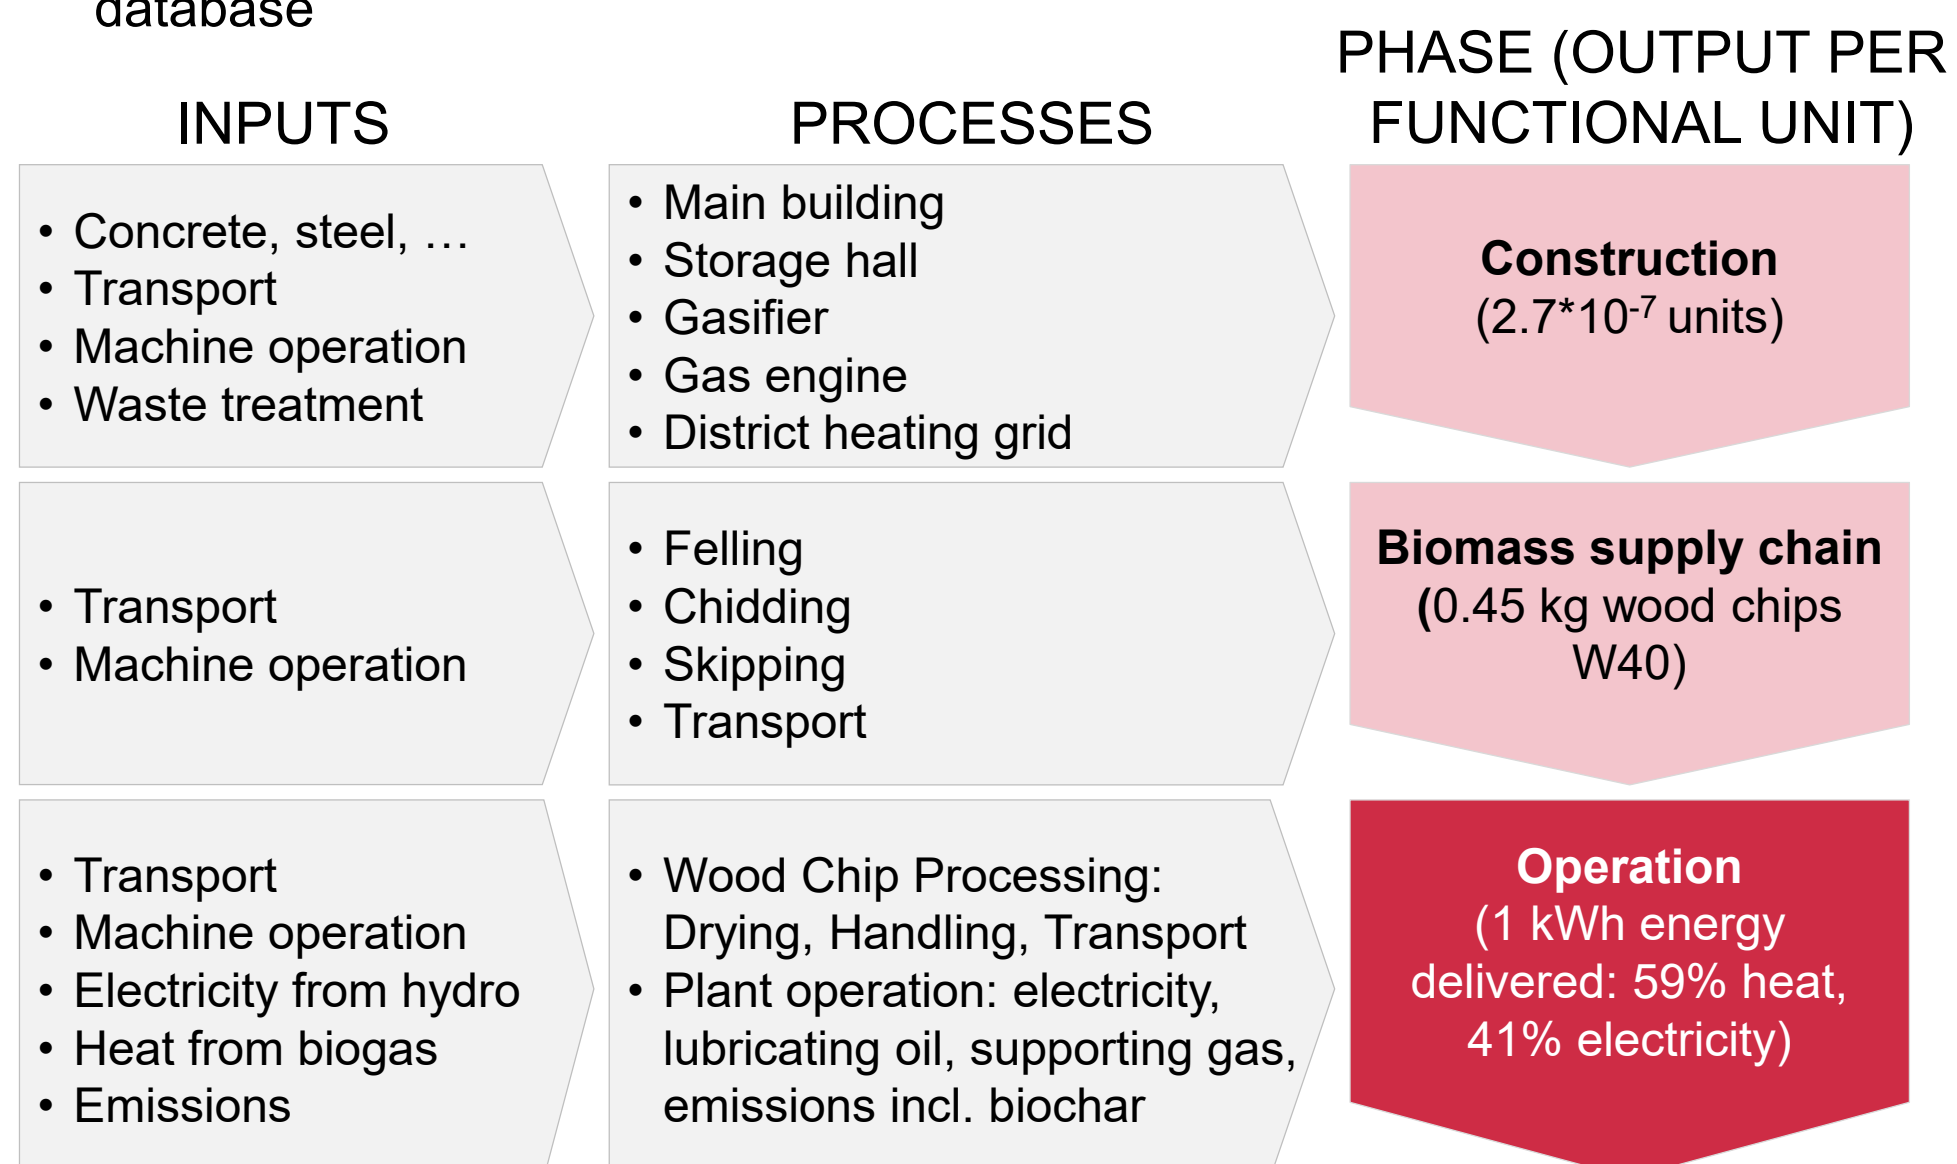 database
INPUTS
PROCESSES
PHASE (OUTPUT PER
FUNCTIONAL UNIT)
• Concrete, steel, …
• Transport
• Machine operation
• Waste treatment
• Main building
• Storage hall
• Gasifier
• Gas engine
• District heating grid
Construction
(2.7*10⁻⁷ units)
• Transport
• Machine operation
• Felling
• Chidding
• Skipping
• Transport
Biomass supply chain
(0.45 kg wood chips
W40)
• Transport
• Machine operation
• Electricity from hydro
• Heat from biogas
• Emissions
• Wood Chip Processing:
Drying, Handling, Transport
• Plant operation: electricity,
lubricating oil, supporting gas,
emissions incl. biochar
Operation
(1 kWh energy
delivered: 59% heat,
41% electricity)